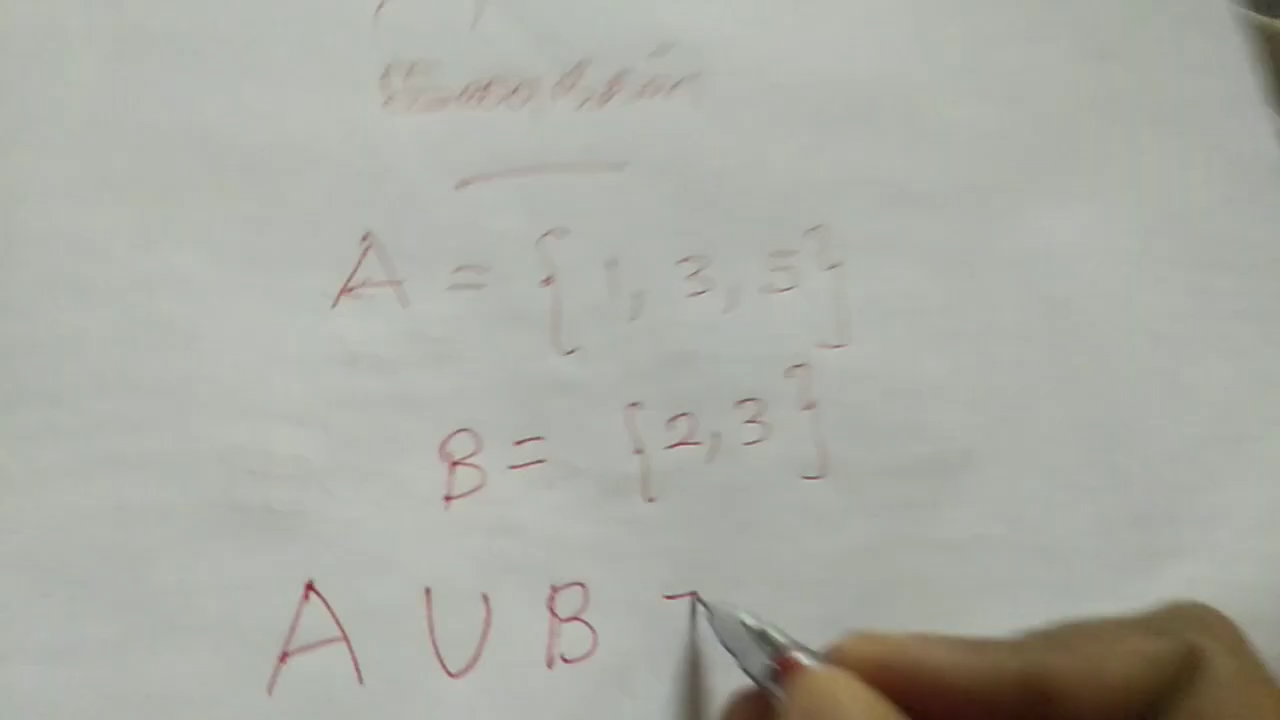 A = { 1, 3, 5}
B = {2, 3}
A U B